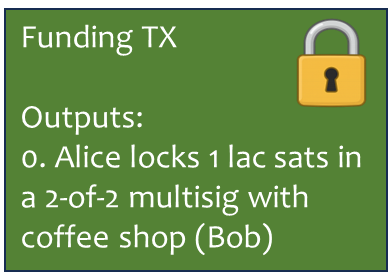 Funding TX
Outputs:
0. Alice locks 1 lac sats in
a 2-of-2 multisig with
coffee shop (Bob)